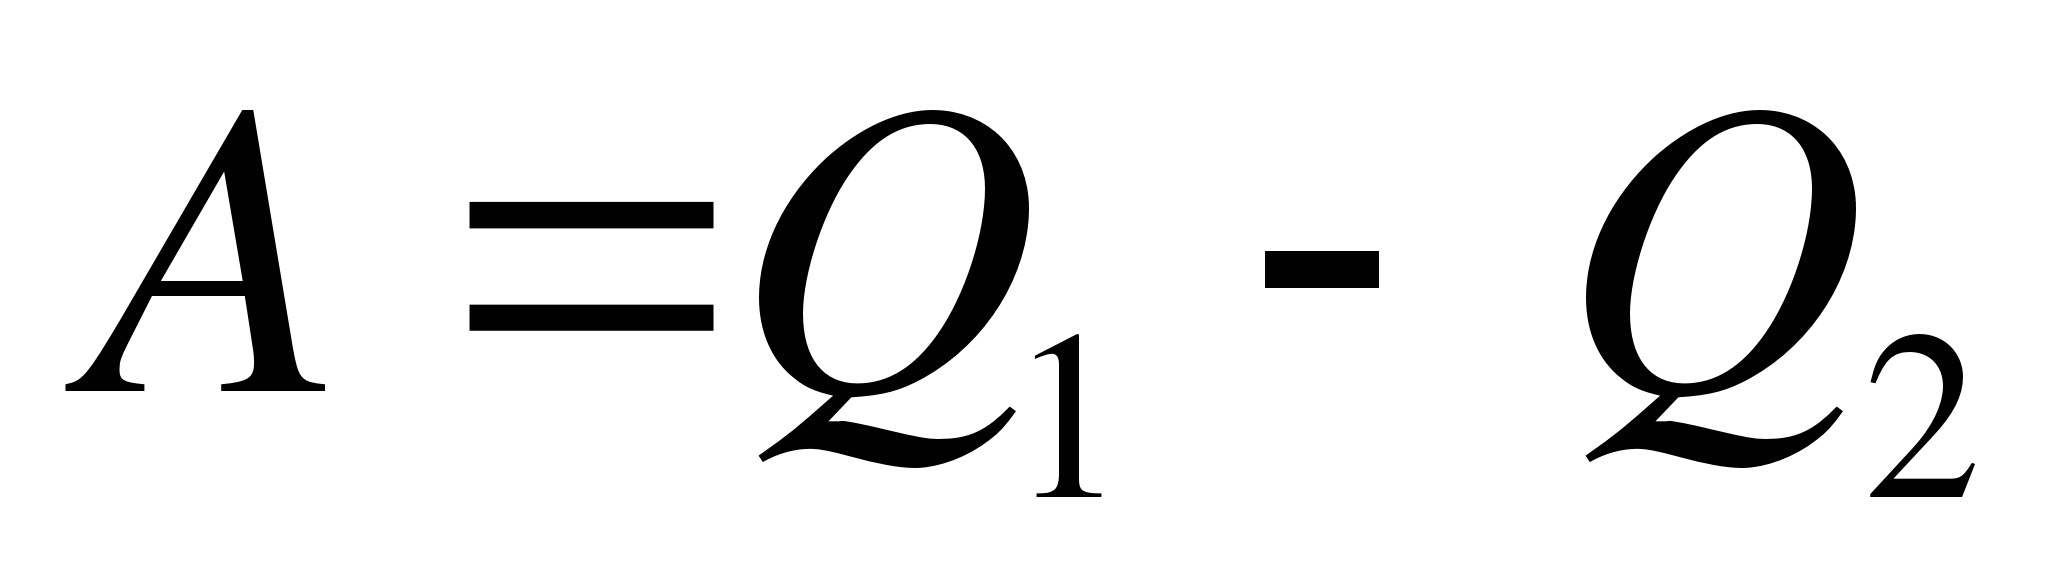 A = Q₁ - Q₂